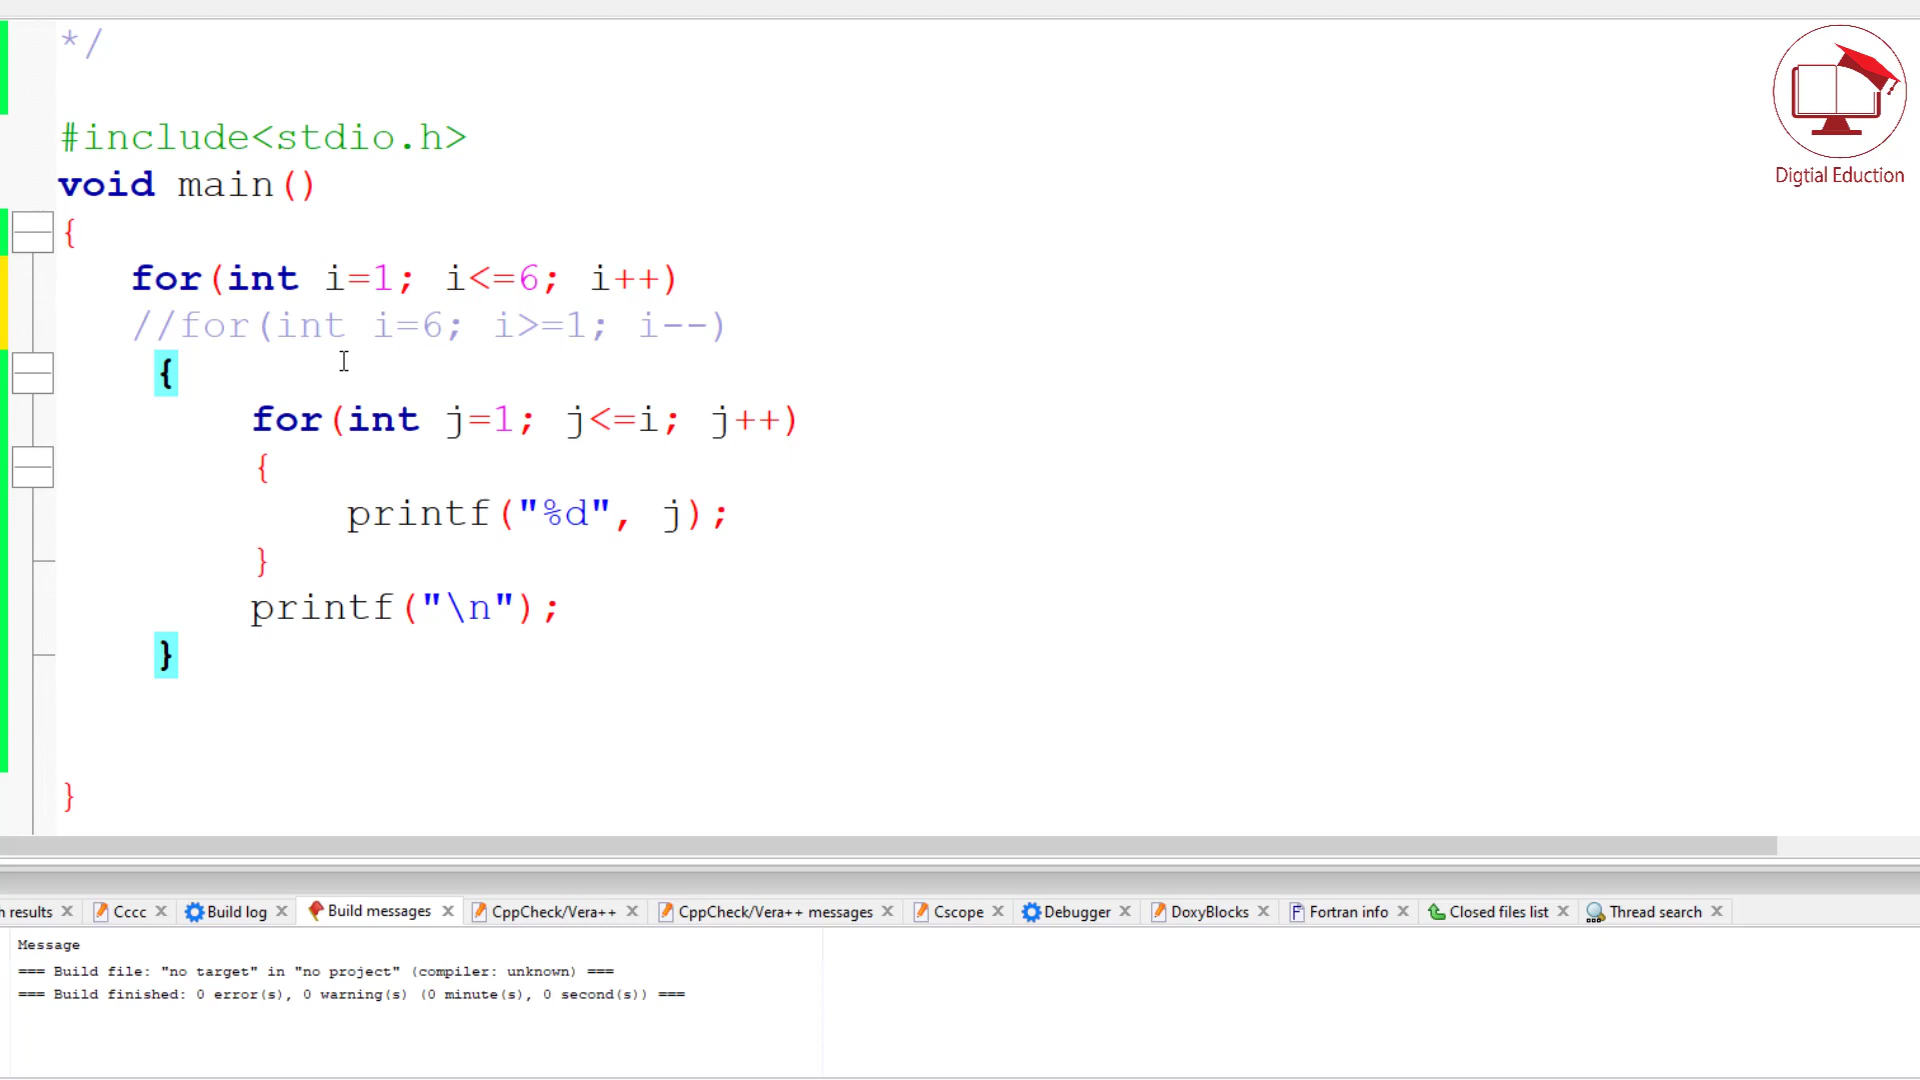 */
#include<stdio.h>
void main()
{
for(int i=1; i<=6; i++)
//for(int i=6; i>=1; i--)
{
for(int j=1; j<=i; j++)
{
printf("%d", j);
}
printf("\n");
}
}
Digtial Eduction
h results Cccc Build log Build messages CppCheck/Vera++ CppCheck/Vera++ messages Cscope Debugger DoxyBlocks Fortran info Closed files list Thread search
Message
=== Build file: "no target" in "no project" (compiler: unknown) ===
=== Build finished: 0 error(s), 0 warning(s) (0 minute(s), 0 second(s)) ===